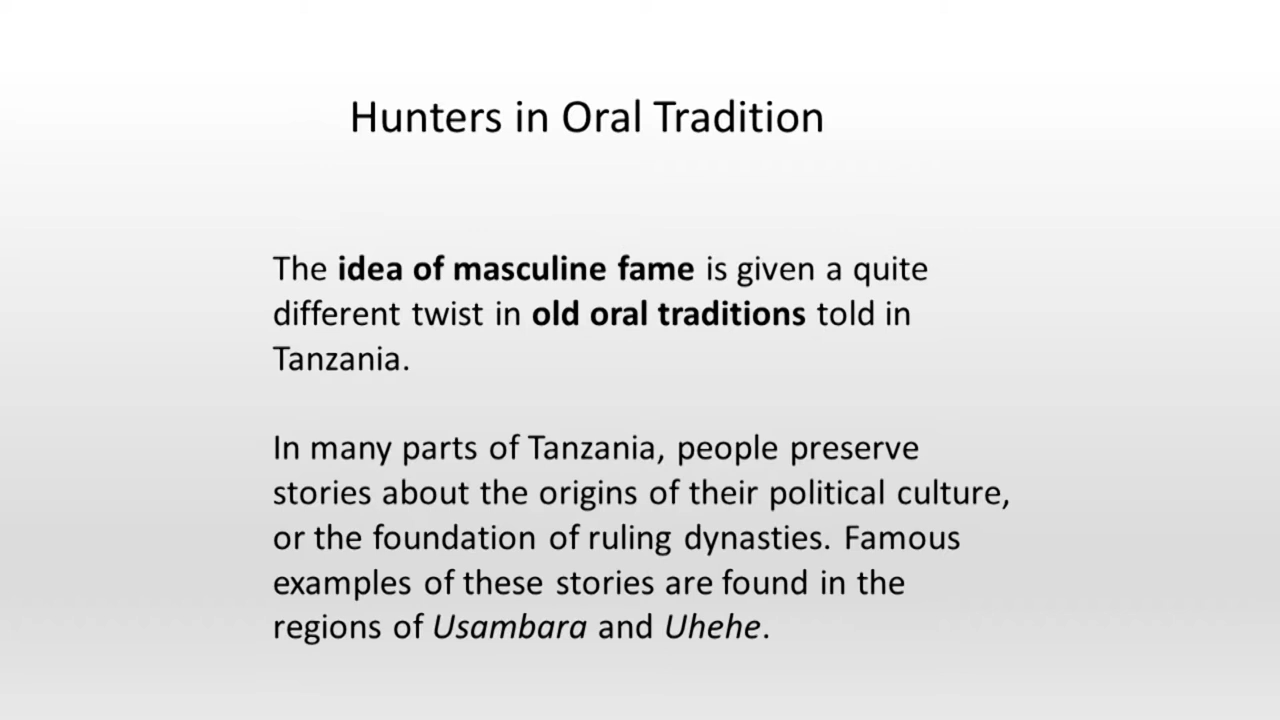 Hunters in Oral Tradition
The idea of masculine fame is given a quite
different twist in old oral traditions told in
Tanzania.
In many parts of Tanzania, people preserve
stories about the origins of their political culture,
or the foundation of ruling dynasties. Famous
examples of these stories are found in the
regions of Usambara and Uhehe.